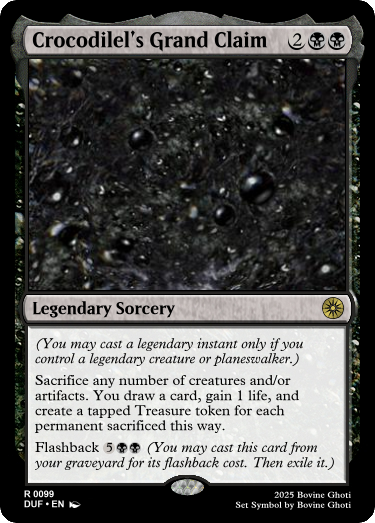 Crocodilel's Grand Claim 2
Legendary Sorcery
(You may cast a legendary instant only if you
control a legendary creature or planeswalker.)
Sacrifice any number of creatures and/or
artifacts. You draw a card, gain 1 life, and
create a tapped Treasure token for each
permanent sacrificed this way.
Flashback 5 (You may cast this card from
your graveyard for its flashback cost. Then exile it.)
R 0099
DUF • EN
2025 Bovine Ghoti
Set Symbol by Bovine Ghoti